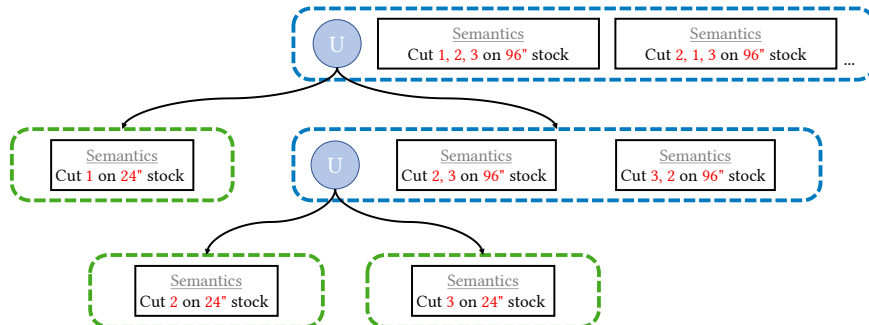 U
Semantics
Cut 1, 2, 3 on 96" stock
Semantics
Cut 2, 1, 3 on 96" stock
...
Semantics
Cut 1 on 24" stock
U
Semantics
Cut 2, 3 on 96" stock
Semantics
Cut 3, 2 on 96" stock
Semantics
Cut 2 on 24" stock
Semantics
Cut 3 on 24" stock